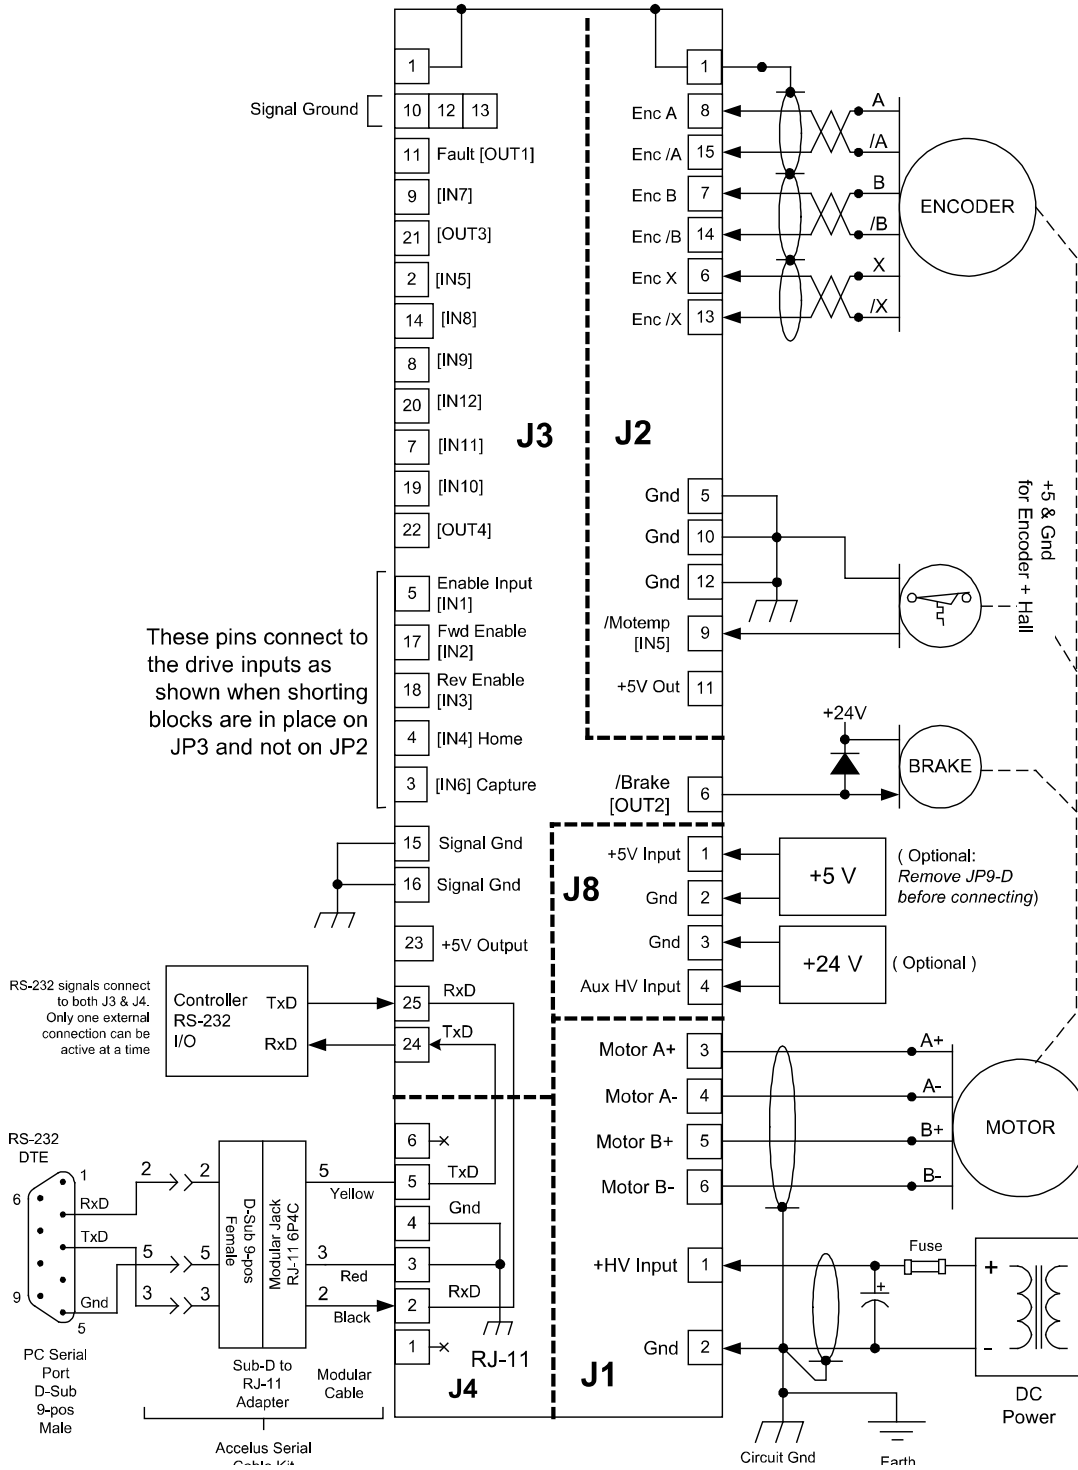 1
Signal Ground
10 12 13
11 Fault [OUT1]
9 [IN7]
21 [OUT3]
2 [IN5]
14 [IN8]
8 [IN9]
20 [IN12]
7 [IN11]
19 [IN10]
22 [OUT4]
J3
These pins connect to
the drive inputs as
shown when shorting
blocks are in place on
JP3 and not on JP2
5 Enable Input
[IN1]
17 Fwd Enable
[IN2]
18 Rev Enable
[IN3]
4 [IN4] Home
3 [IN6] Capture
15 Signal Gnd
16 Signal Gnd
23 +5V Output
RS-232 signals connect
to both J3 & J4.
Only one external
connection can be
active at a time
Controller
RS-232
I/O
TxD
RxD
25 RxD
24 TxD
1
Enc A 8 A
Enc /A 15 /A
Enc B 7 B
Enc /B 14 /B
Enc X 6 X
Enc /X 13 /X
ENCODER
J2
Gnd 5
Gnd 10
Gnd 12
/Motemp
[IN5] 9
+5V Out 11
+5 & Gnd
for Encoder + Hall
+24V
BRAKE
/Brake
[OUT2] 6
J8
+5V Input 1
Gnd 2
+5 V
( Optional:
Remove JP9-D
before connecting)
Gnd 3
Aux HV Input 4
+24 V
( Optional )
Motor A+ 3 A+
Motor A- 4 A-
Motor B+ 5 B+
Motor B- 6 B-
MOTOR
+HV Input 1
Fuse
+
+
-
Gnd 2
J1
DC
Power
Circuit Gnd
Earth
RS-232
DTE
1
6
RxD
TxD
9
Gnd
5
2 2
5 5
3 3
PC Serial
Port
D-Sub
9-pos
Male
D-Sub 9-pos
Female
Modular Jack
RJ-11 6P4C
5
Yellow
3
Red
2
Black
6
5 TxD
4 Gnd
3
2 RxD
1
RJ-11
J4
Sub-D to
RJ-11
Adapter
Modular
Cable
Accelus Serial
Cable Kit